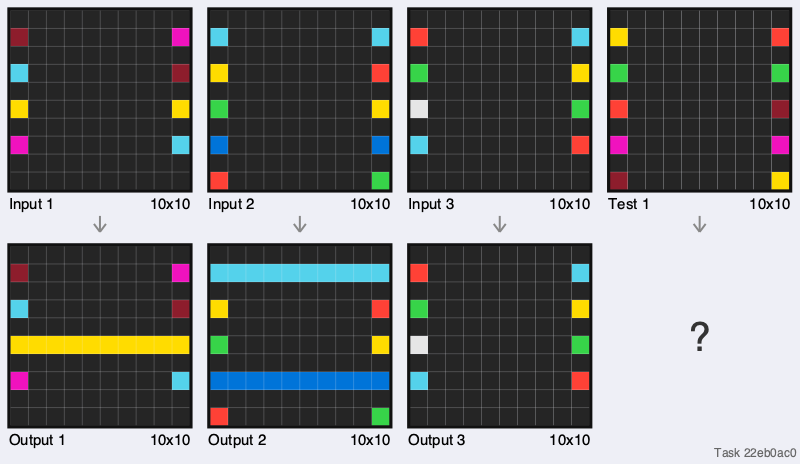 Input 1 10x10 Input 2 10x10 Input 3 10x10 Test 1 10x10
?
Output 1 10x10 Output 2 10x10 Output 3 10x10
Task 22eb0ac0